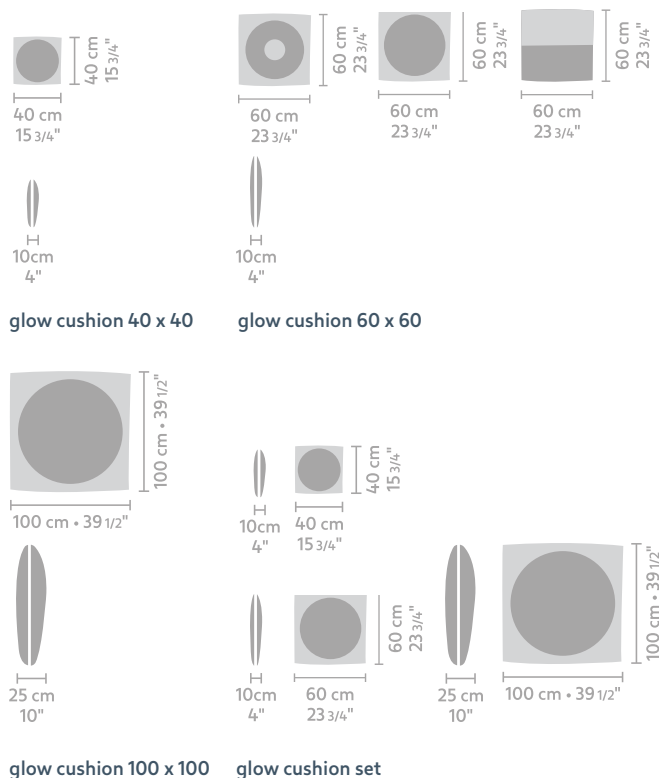 40 cm
15 3/4"
40 cm
15 3/4"
10cm
4"
glow cushion 40 x 40
60 cm
23 3/4"
60 cm
23 3/4"
60 cm
23 3/4"
60 cm
23 3/4"
60 cm
23 3/4"
60 cm
23 3/4"
10cm
4"
glow cushion 60 x 60
100 cm • 39 1/2"
100 cm • 39 1/2"
25 cm
10"
glow cushion 100 x 100
40 cm
15 3/4"
10cm
4"
40 cm
15 3/4"
60 cm
23 3/4"
10cm
4"
60 cm
23 3/4"
100 cm • 39 1/2"
25 cm
10"
100 cm • 39 1/2"
glow cushion set